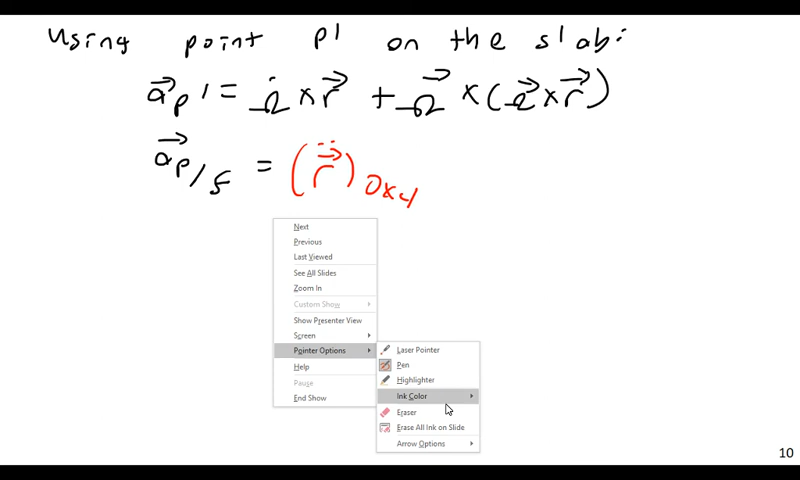 Using point p' on the slab:
a⃗p' = Ω̇ × r⃗ + Ω⃗ × (Ω⃗ × r⃗)
a⃗p/F = (r̈⃗)0xy
Next
Previous
Last Viewed
See All Slides
Zoom In
Custom Show
Show Presenter View
Screen
Pointer Options
Help
Pause
End Show
Laser Pointer
Pen
Highlighter
Ink Color
Eraser
Erase All Ink on Slide
Arrow Options
10